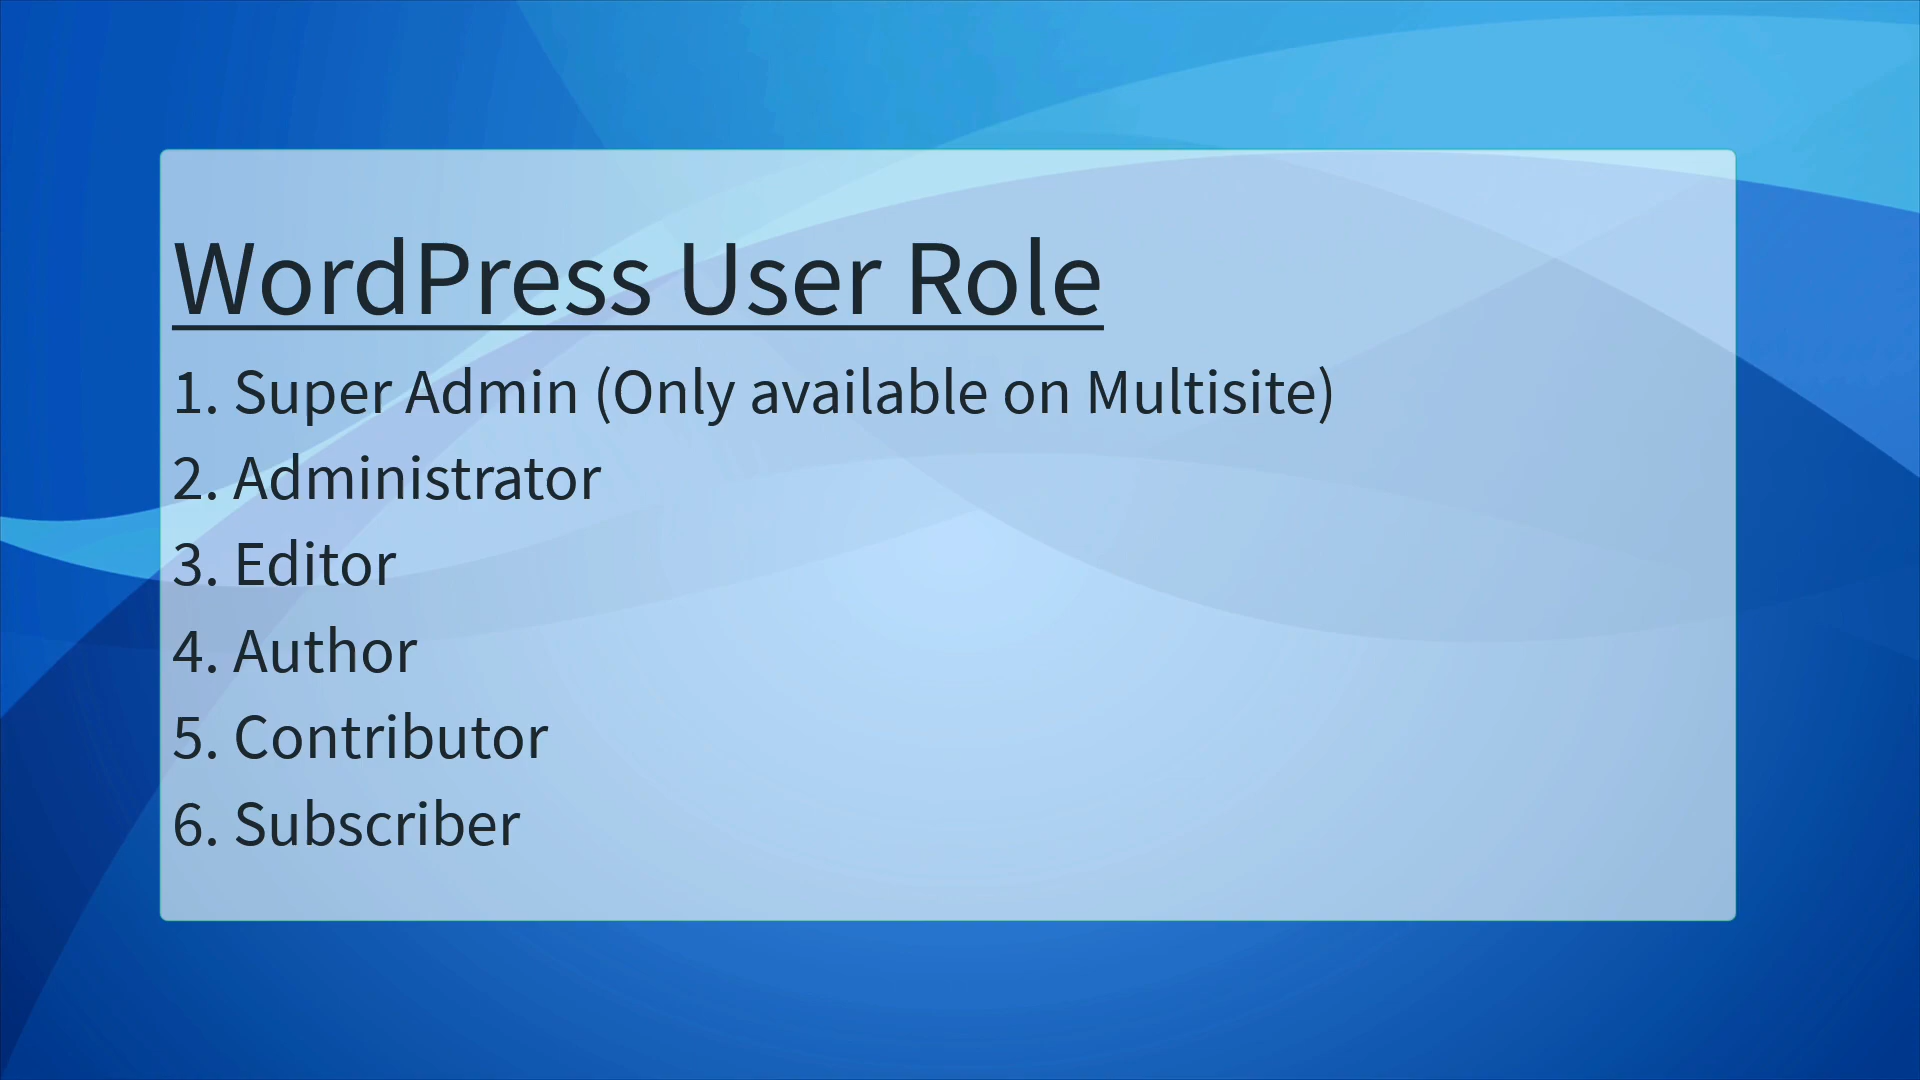 WordPress User Role
1. Super Admin (Only available on Multisite)
2. Administrator
3. Editor
4. Author
5. Contributor
6. Subscriber